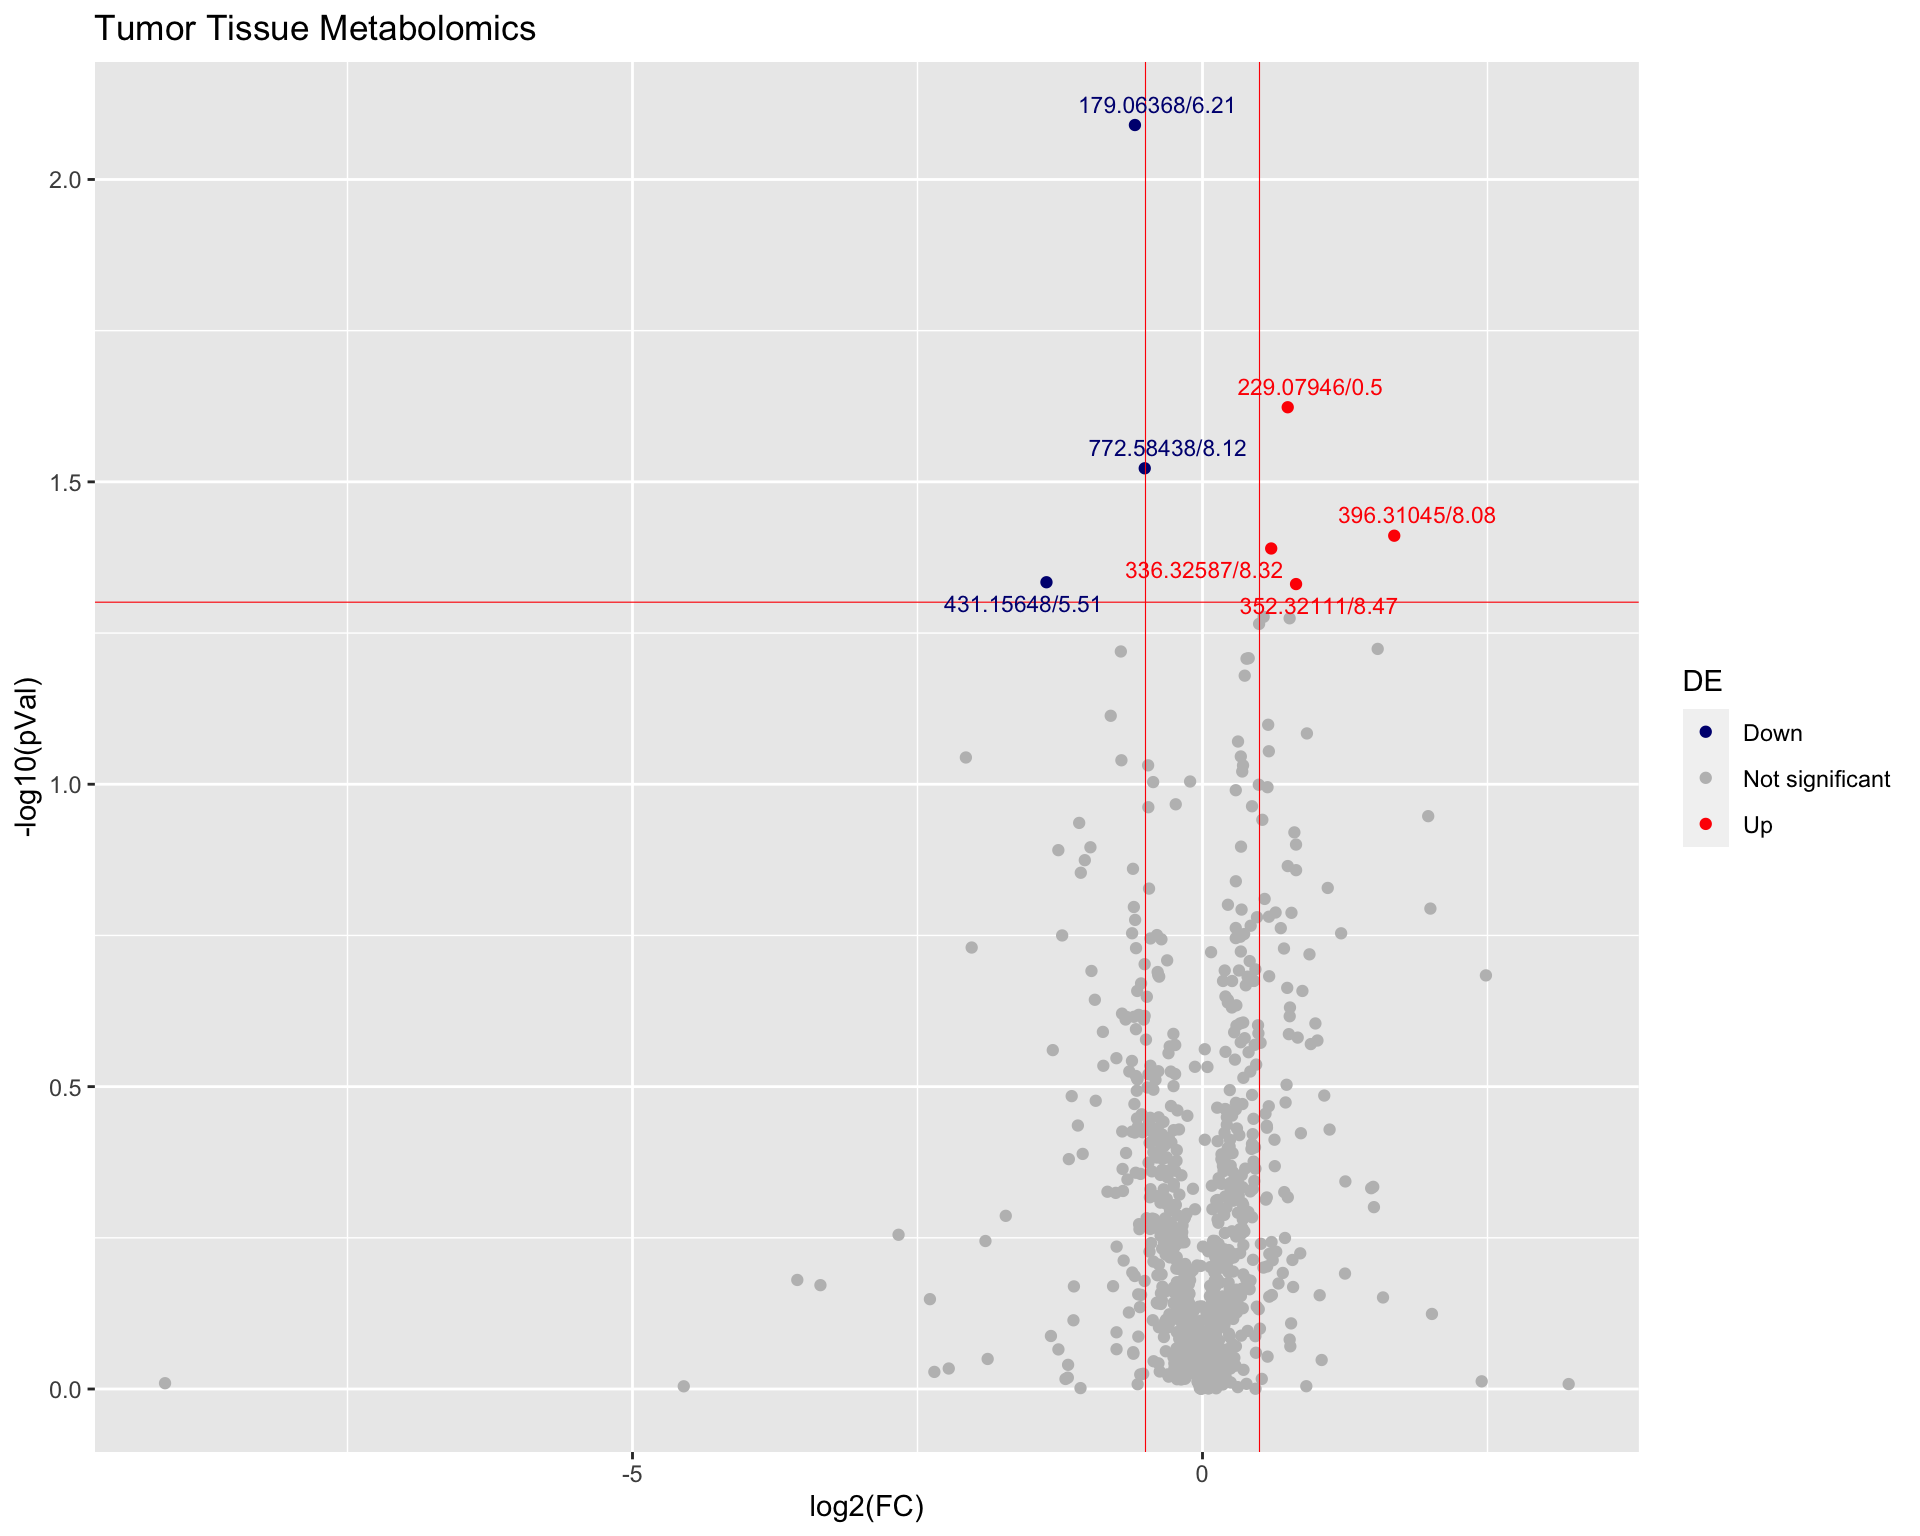 Tumor Tissue Metabolomics
179.06368/6.21
2.0
229.07946/0.5
772.58438/8.12
1.5
396.31045/8.08
336.32587/8.32
431.15648/5.51
352.32111/8.47
-log10(pVal)
DE
Down
Not significant
Up
1.0
0.5
0.0
-5
0
log2(FC)